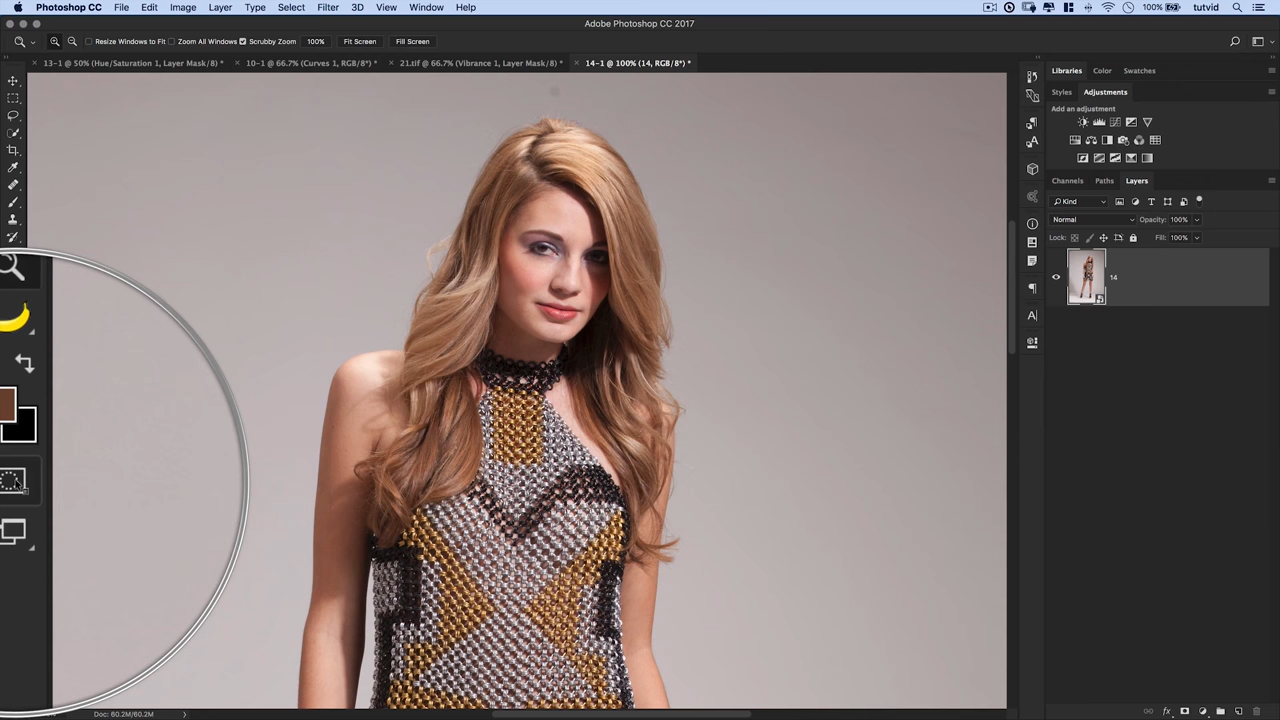 Photoshop CC File Edit Image Layer Type Select Filter 3D View Window Help 100% tutvid
Adobe Photoshop CC 2017
Resize Windows to Fit Zoom All Windows Scrubby Zoom 100% Fit Screen Fill Screen
13-1 @ 50% (Hue/Saturation 1, Layer Mask/8) * 10-1 @ 66.7% (Curves 1, RGB/8*) * 21.tif @ 66.7% (Vibrance 1, Layer Mask/8) * 14-1 @ 100% (14, RGB/8*) *
Libraries Color Swatches
Styles Adjustments
Add an adjustment
Channels Paths Layers
Kind
Normal Opacity: 100%
Lock: Fill: 100%
14
Doc: 60.2M/60.2M